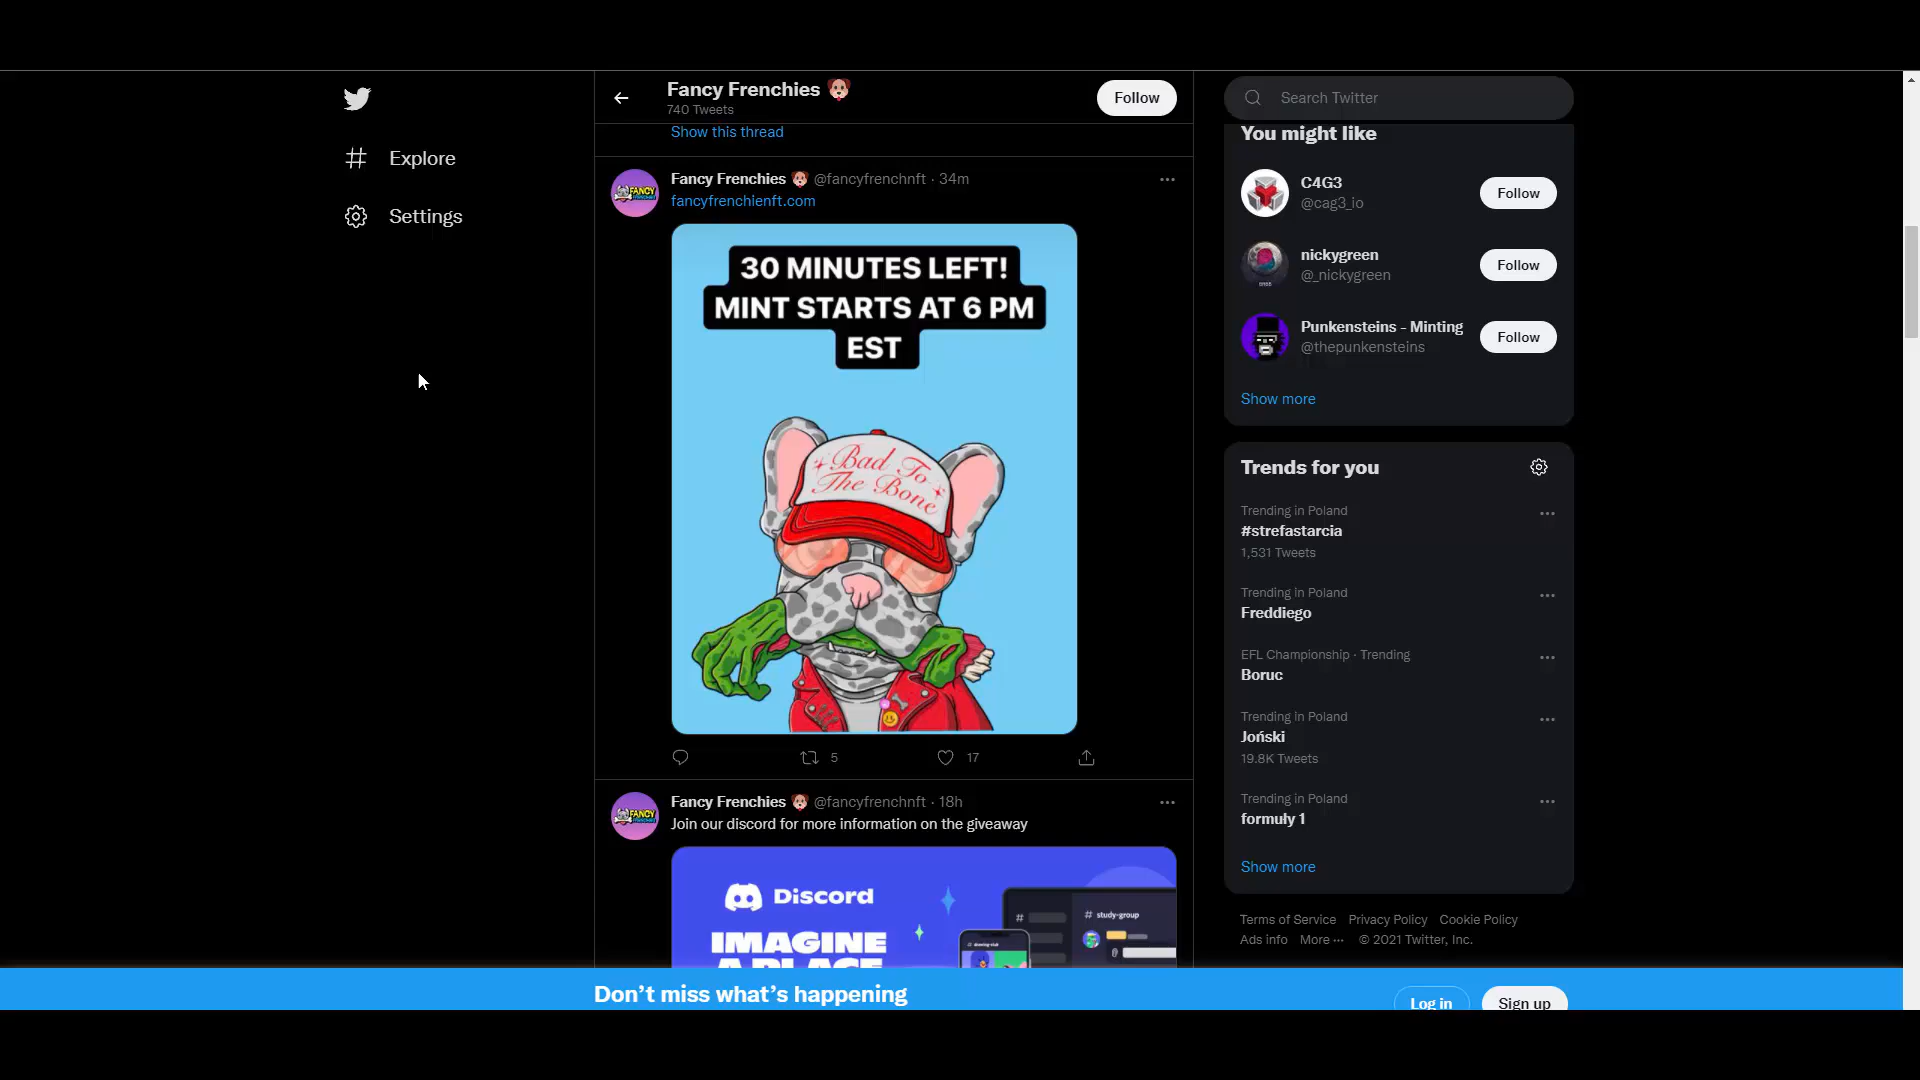 Explore
Settings
Fancy Frenchies
740 Tweets
Follow
Show this thread
Fancy Frenchies @fancyfrenchnft · 34m
fancyfrenchienft.com
30 MINUTES LEFT!
MINT STARTS AT 6 PM
EST
Bad To
The Bone
5
17
Fancy Frenchies @fancyfrenchnft · 18h
Join our discord for more information on the giveaway
Discord
IMAGINE
A PLACE
# study-group
Search Twitter
You might like
C4G3
@cag3_io
Follow
nickygreen
@_nickygreen
Follow
Punkensteins - Minting
@thepunkensteins
Follow
Show more
Trends for you
Trending in Poland
#strefastarcia
1,531 Tweets
Trending in Poland
Freddiego
EFL Championship · Trending
Boruc
Trending in Poland
Joński
19.8K Tweets
Trending in Poland
formuły 1
Show more
Terms of Service Privacy Policy Cookie Policy
Ads info More ··· © 2021 Twitter, Inc.
Don’t miss what’s happening
Log in
Sign up